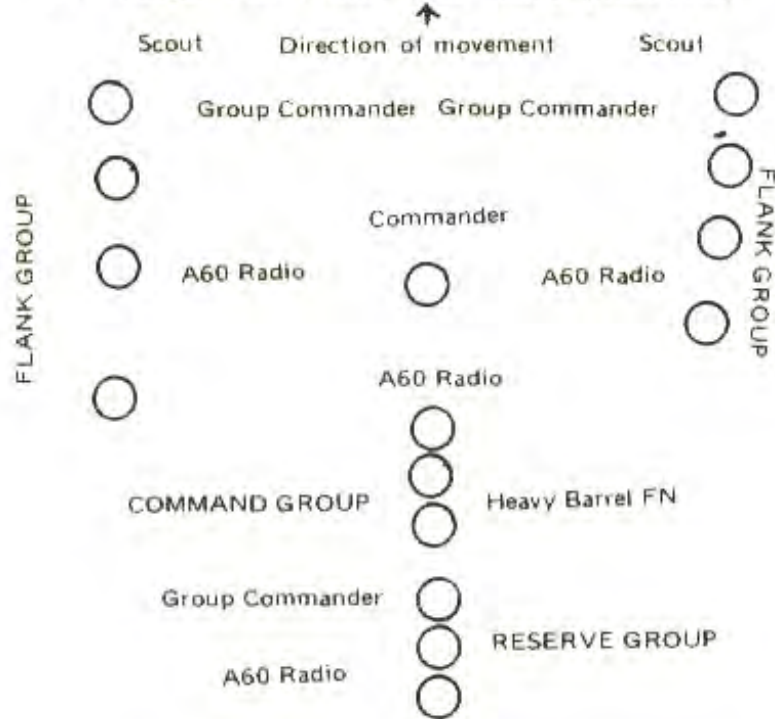 Scout Direction of movement Scout
Group Commander Group Commander
FLANK GROUP
Commander
FLANK GROUP
A60 Radio A60 Radio
A60 Radio
COMMAND GROUP Heavy Barrel FN
Group Commander
RESERVE GROUP
A60 Radio